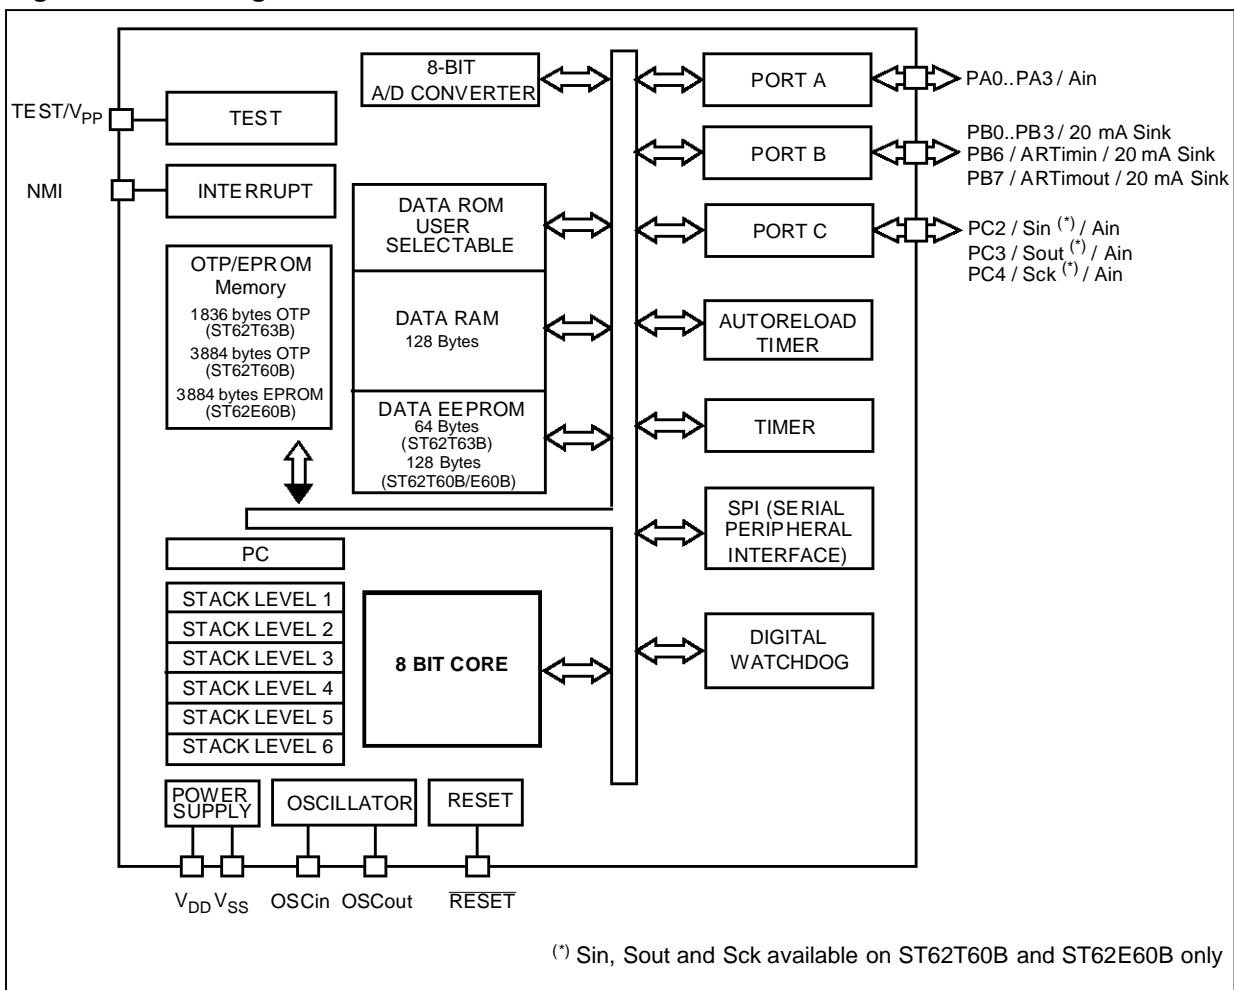 8-BIT
A/D CONVERTER
PORT A
PA0..PA3 / Ain
TEST/VPP
TEST
PORT B
PB0..PB3 / 20 mA Sink
PB6 / ARTimin / 20 mA Sink
PB7 / ARTimout / 20 mA Sink
NMI
INTERRUPT
DATA ROM
USER
SELECTABLE
PORT C
PC2 / Sin (*) / Ain
PC3 / Sout (*) / Ain
PC4 / Sck (*) / Ain
OTP/EPROM
Memory
1836 bytes OTP
(ST62T63B)
3884 bytes OTP
(ST62T60B)
3884 bytes EPROM
(ST62E60B)
DATA RAM
128 Bytes
AUTORELOAD
TIMER
DATA EEPROM
64 Bytes
(ST62T63B)
128 Bytes
(ST62T60B/E60B)
TIMER
SPI (SERIAL
PERIPHERAL
INTERFACE)
PC
STACK LEVEL 1
STACK LEVEL 2
STACK LEVEL 3
STACK LEVEL 4
STACK LEVEL 5
STACK LEVEL 6
8 BIT CORE
DIGITAL
WATCHDOG
POWER
SUPPLY
OSCILLATOR
RESET
VDD VSS
OSCin OSCout
RESET
(*) Sin, Sout and Sck available on ST62T60B and ST62E60B only